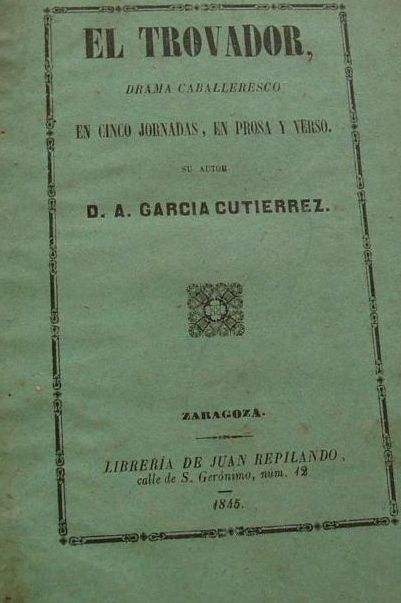 EL TROVADOR,
DRAMA CABALLERESCO
EN CINCO JORNADAS, EN PROSA Y VERSO.
SU AUTOR
D. A. GARCIA GUTIERREZ.
ZARAGOZA.
LIBRERÍA DE JUAN REPILANDO,
calle de S. Gerónimo, núm. 12
1845.